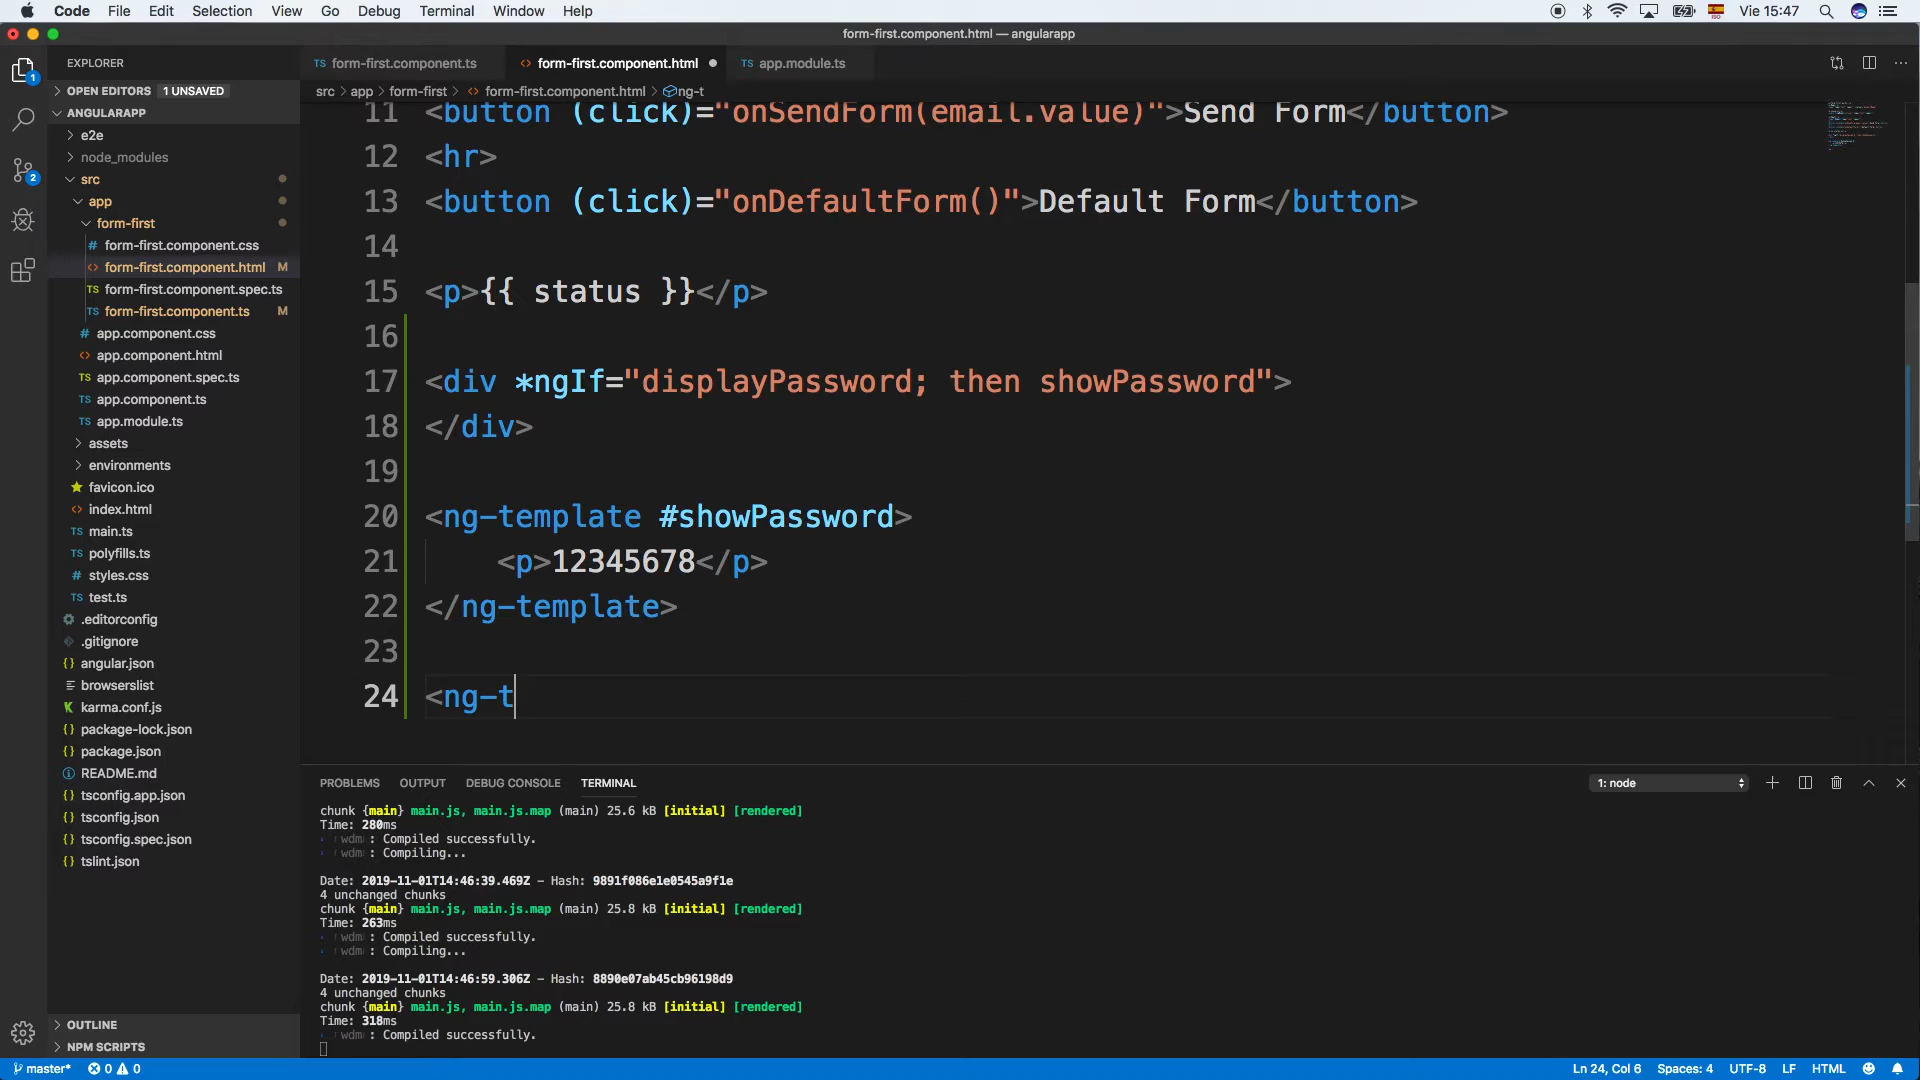 Code File Edit Selection View Go Debug Terminal Window Help
ISO Vie 15:47
form-first.component.html — angularapp
EXPLORER
TS form-first.component.ts
<> form-first.component.html
TS app.module.ts
1
OPEN EDITORS 1 UNSAVED
src > app > form-first > <> form-first.component.html > ng-t
ANGULARAPP
e2e
node_modules
2
src
app
form-first
# form-first.component.css
<> form-first.component.html M
TS form-first.component.spec.ts
TS form-first.component.ts M
# app.component.css
<> app.component.html
TS app.component.spec.ts
TS app.component.ts
TS app.module.ts
assets
environments
favicon.ico
<> index.html
TS main.ts
TS polyfills.ts
# styles.css
TS test.ts
.editorconfig
.gitignore
{} angular.json
browserslist
K karma.conf.js
{} package-lock.json
{} package.json
README.md
{} tsconfig.app.json
{} tsconfig.json
{} tsconfig.spec.json
{} tslint.json
OUTLINE
NPM SCRIPTS
11 <button (click)="onSendForm(email.value)">Send Form</button>
12 <hr>
13 <button (click)="onDefaultForm()">Default Form</button>
14
15 <p>{{ status }}</p>
16
17 <div *ngIf="displayPassword; then showPassword">
18 </div>
19
20 <ng-template #showPassword>
21 <p>12345678</p>
22 </ng-template>
23
24 <ng-t
PROBLEMS OUTPUT DEBUG CONSOLE TERMINAL 1: node
chunk {main} main.js, main.js.map (main) 25.6 kB [initial] [rendered]
Time: 280ms
wdm : Compiled successfully.
wdm : Compiling...
Date: 2019-11-01T14:46:39.469Z - Hash: 9891f086e1e0545a9f1e
4 unchanged chunks
chunk {main} main.js, main.js.map (main) 25.8 kB [initial] [rendered]
Time: 263ms
wdm : Compiled successfully.
wdm : Compiling...
Date: 2019-11-01T14:46:59.306Z - Hash: 8890e07ab45cb96198d9
4 unchanged chunks
chunk {main} main.js, main.js.map (main) 25.8 kB [initial] [rendered]
Time: 318ms
wdm : Compiled successfully.
master* 0 0 Ln 24, Col 6 Spaces: 4 UTF-8 LF HTML